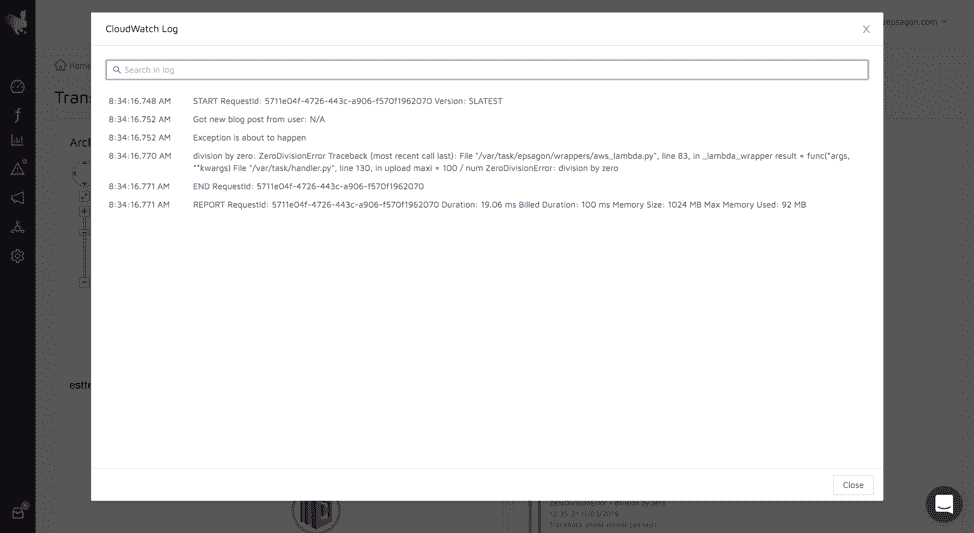 CloudWatch Log
epsagon.com
Home
Search in log
Trans
8:34:16.748 AM START RequestId: 5711e04f-4726-443c-a906-f570f1962070 Version: $LATEST
8:34:16.752 AM Got new blog post from user: N/A
8:34:16.752 AM Exception is about to happen
8:34:16.770 AM division by zero: ZeroDivisionError Traceback (most recent call last): File "/var/task/epsagon/wrappers/aws_lambda.py", line 83, in _lambda_wrapper result = func(*args,
**kwargs) File "/var/task/handler.py", line 130, in upload maxi = 100 / num ZeroDivisionError: division by zero
8:34:16.771 AM END RequestId: 5711e04f-4726-443c-a906-f570f1962070
8:34:16.771 AM REPORT RequestId: 5711e04f-4726-443c-a906-f570f1962070 Duration: 19.06 ms Billed Duration: 100 ms Memory Size: 1024 MB Max Memory Used: 92 MB
Close
ZeroDivisionError - division by zero
Traceback (most recent call last)